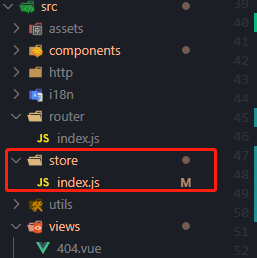 src
assets
components
http
i18n
router
JS index.js
store
JS index.js M
utils
views
404.vue
39
40
41
42
43
44
45
46
47
48
49
50
51
52